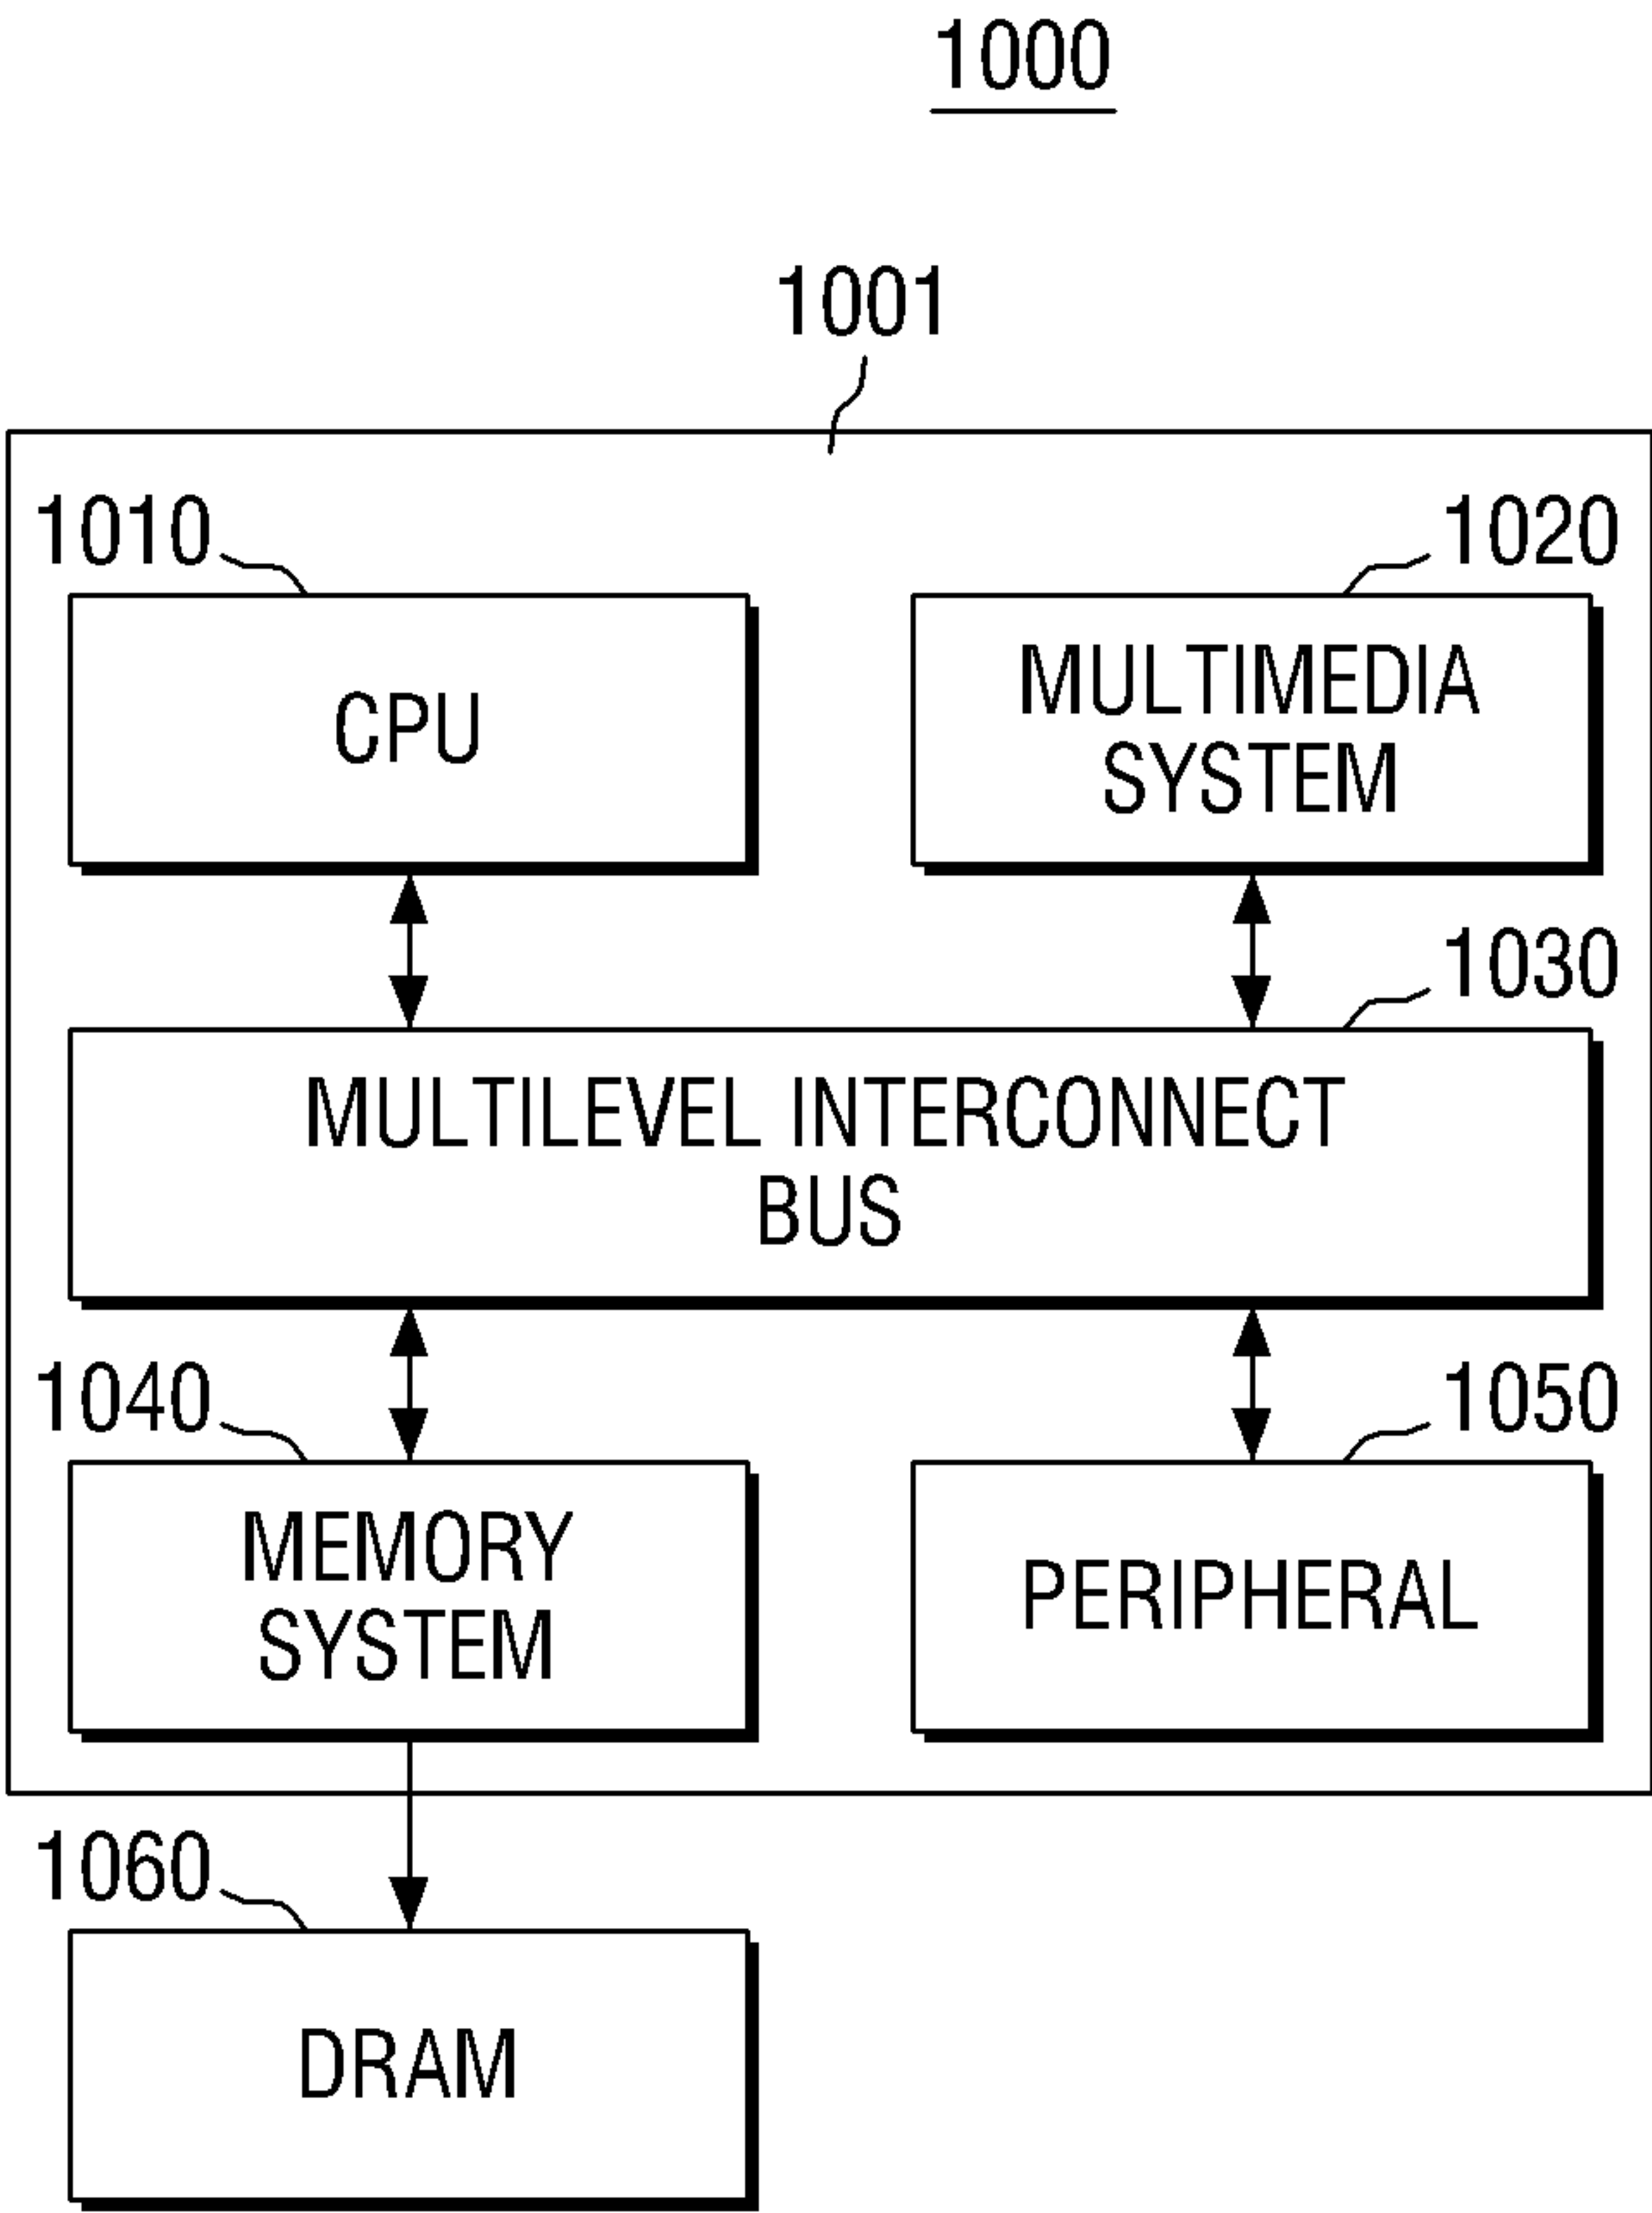 1000
1001
1010
1020
CPU
MULTIMEDIA
SYSTEM
1030
MULTILEVEL INTERCONNECT
BUS
1040
1050
MEMORY
SYSTEM
PERIPHERAL
1060
DRAM